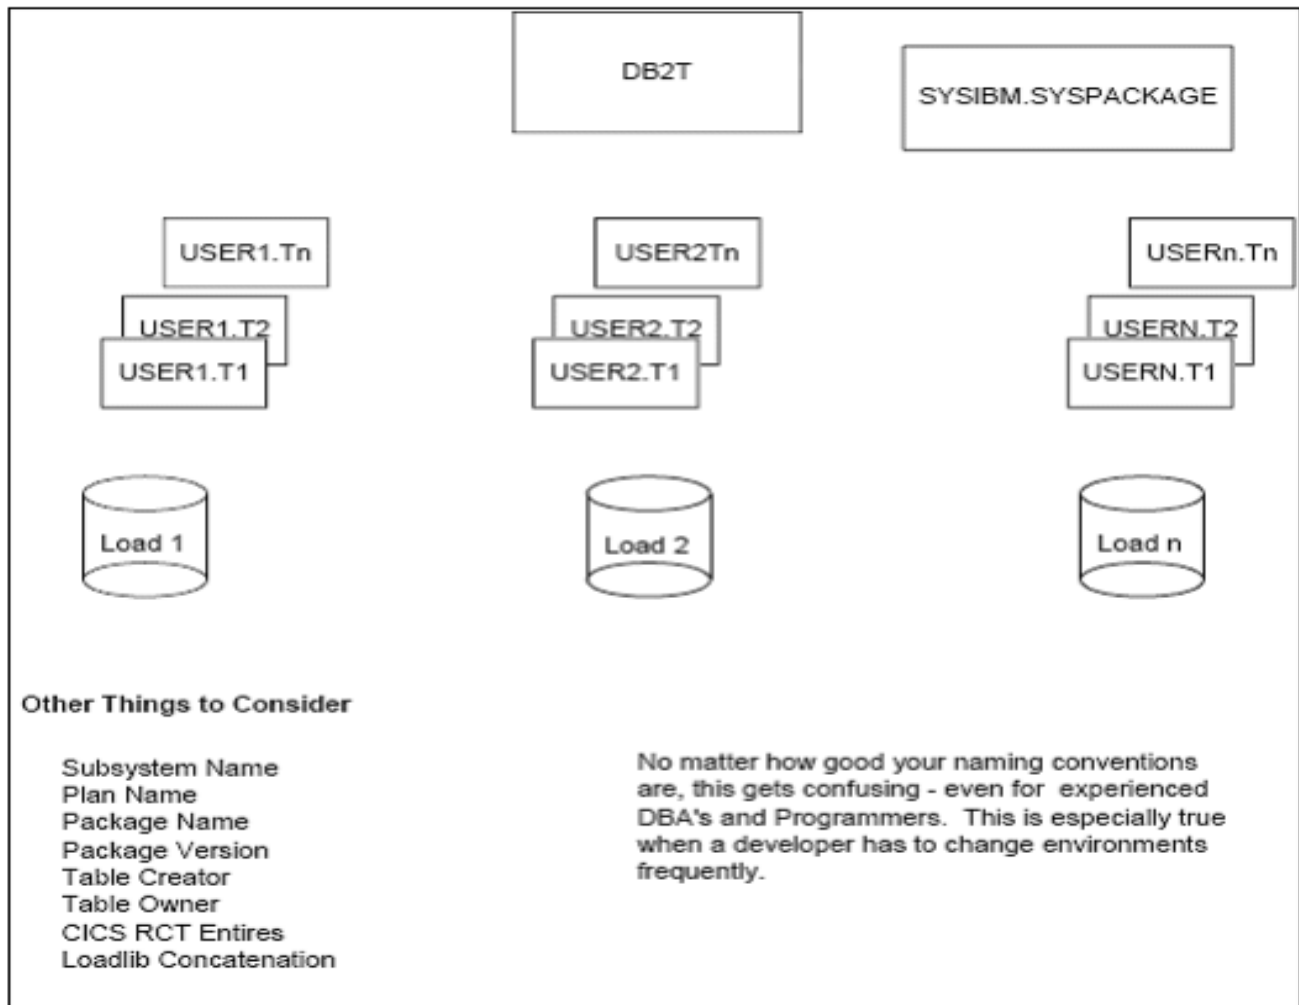 DB2T
SYSIBM.SYSPACKAGE
USER1.Tn
USER2Tn
USERn.Tn
USER1.T2
USER2.T2
USERN.T2
USER1.T1
USER2.T1
USERN.T1
Load 1
Load 2
Load n
Other Things to Consider
Subsystem Name
Plan Name
Package Name
Package Version
Table Creator
Table Owner
CICS RCT Entires
Loadlib Concatenation
No matter how good your naming conventions
are, this gets confusing - even for experienced
DBA's and Programmers. This is especially true
when a developer has to change environments
frequently.